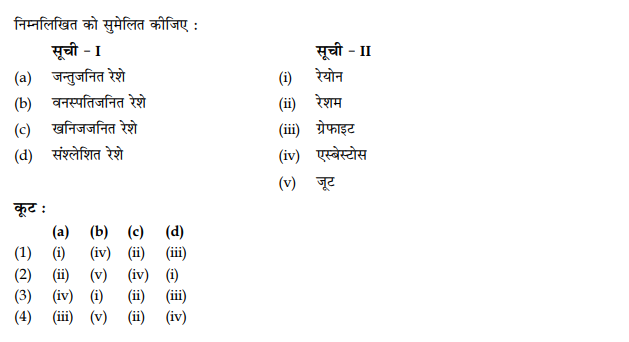 निम्नलिखित को सुमेलित कीजिए :
सूची - I सूची - II
(a) जन्तुजनित रेशे (i) रेयोन
(b) वनस्पतिजनित रेशे (ii) रेशम
(c) खनिजजनित रेशे (iii) ग्रेफाइट
(d) संश्लेशित रेशे (iv) एस्बेस्टोस
(v) जूट
कूट :
(a) (b) (c) (d)
(1) (i) (iv) (ii) (iii)
(2) (ii) (v) (iv) (i)
(3) (iv) (i) (ii) (iii)
(4) (iii) (v) (ii) (iv)